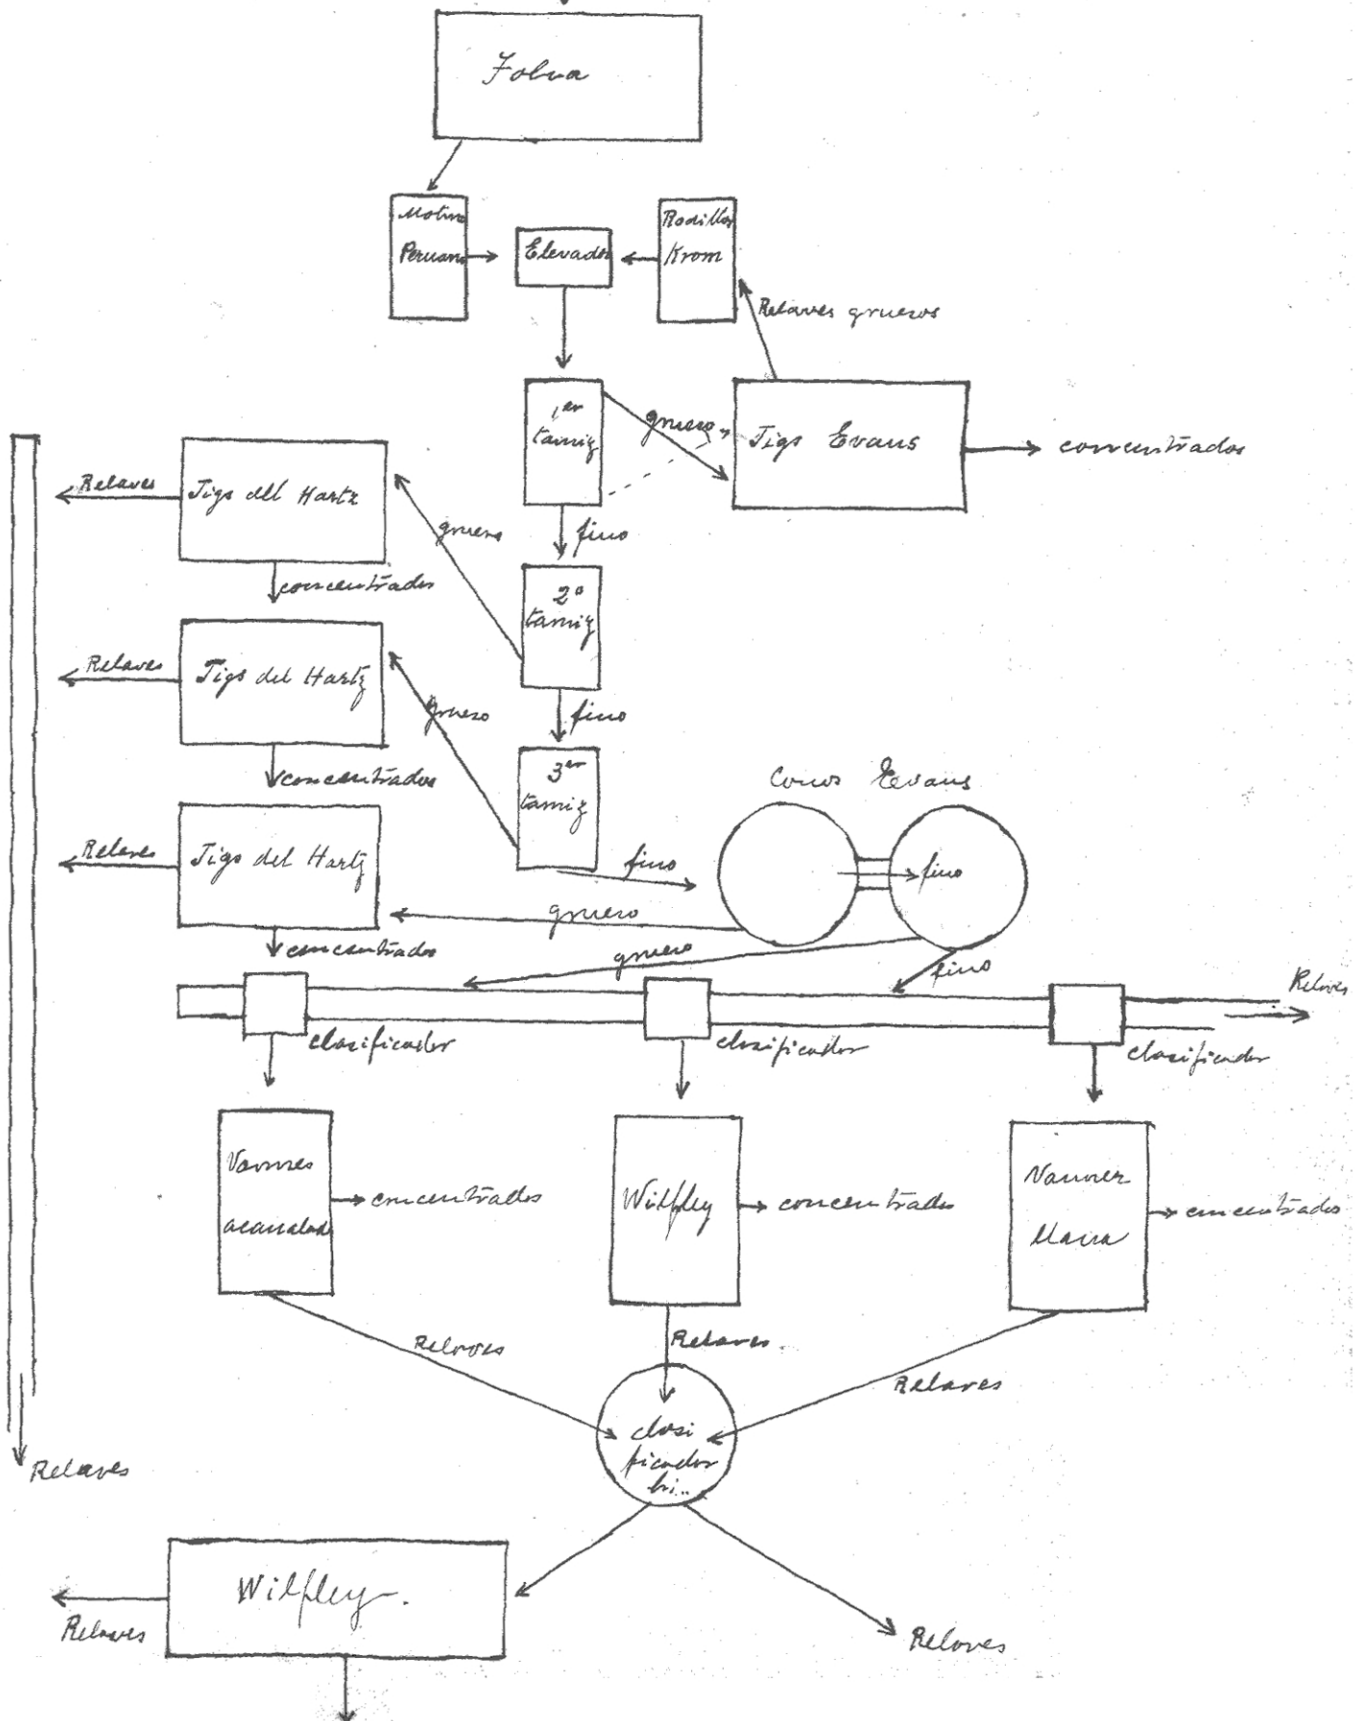 Tolva
Molino
Peruano
Elevador
Rodillos
Krom
Relaves gruesos
1er
tamiz
grueso
Jigs Evans
concentrados
Relaves
Jigs del Hartz
grueso
fino
concentrados
2º
tamiz
Relaves
Jigs del Hartz
grueso
fino
concentrados
3er
tamiz
Conos Eevans
Relaves
Jigs del Hartz
fino
fino
grueso
concentrados
grueso
fino
Relaves
clasificador
clasificador
clasificador
Vanners
acanalado
concentrados
Wilfley
concentrados
Vanner
concentrados
Relaves
Relaves
Relaves
clasi
ficador
Relaves
Wilfley.
Relaves
Relaves